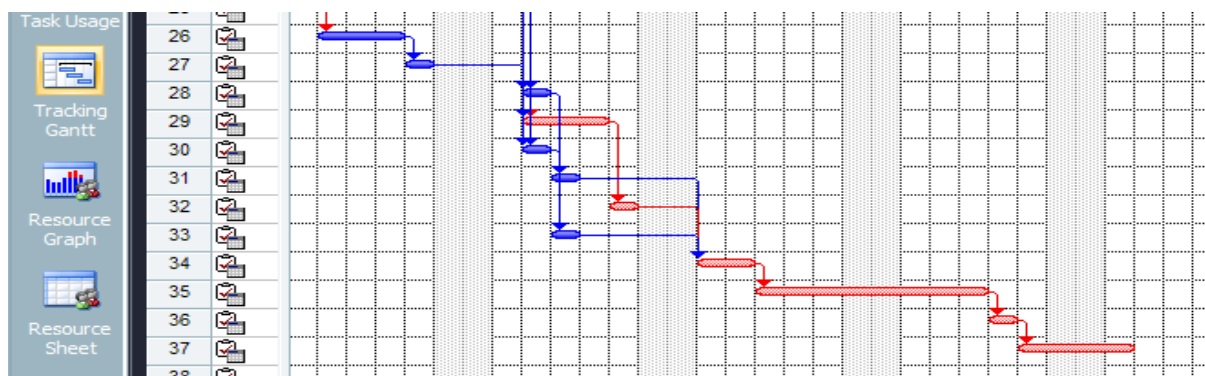 Task Usage
26
27
28
Tracking
Gantt
29
30
31
Resource
Graph
32
33
34
35
Resource
Sheet
36
37